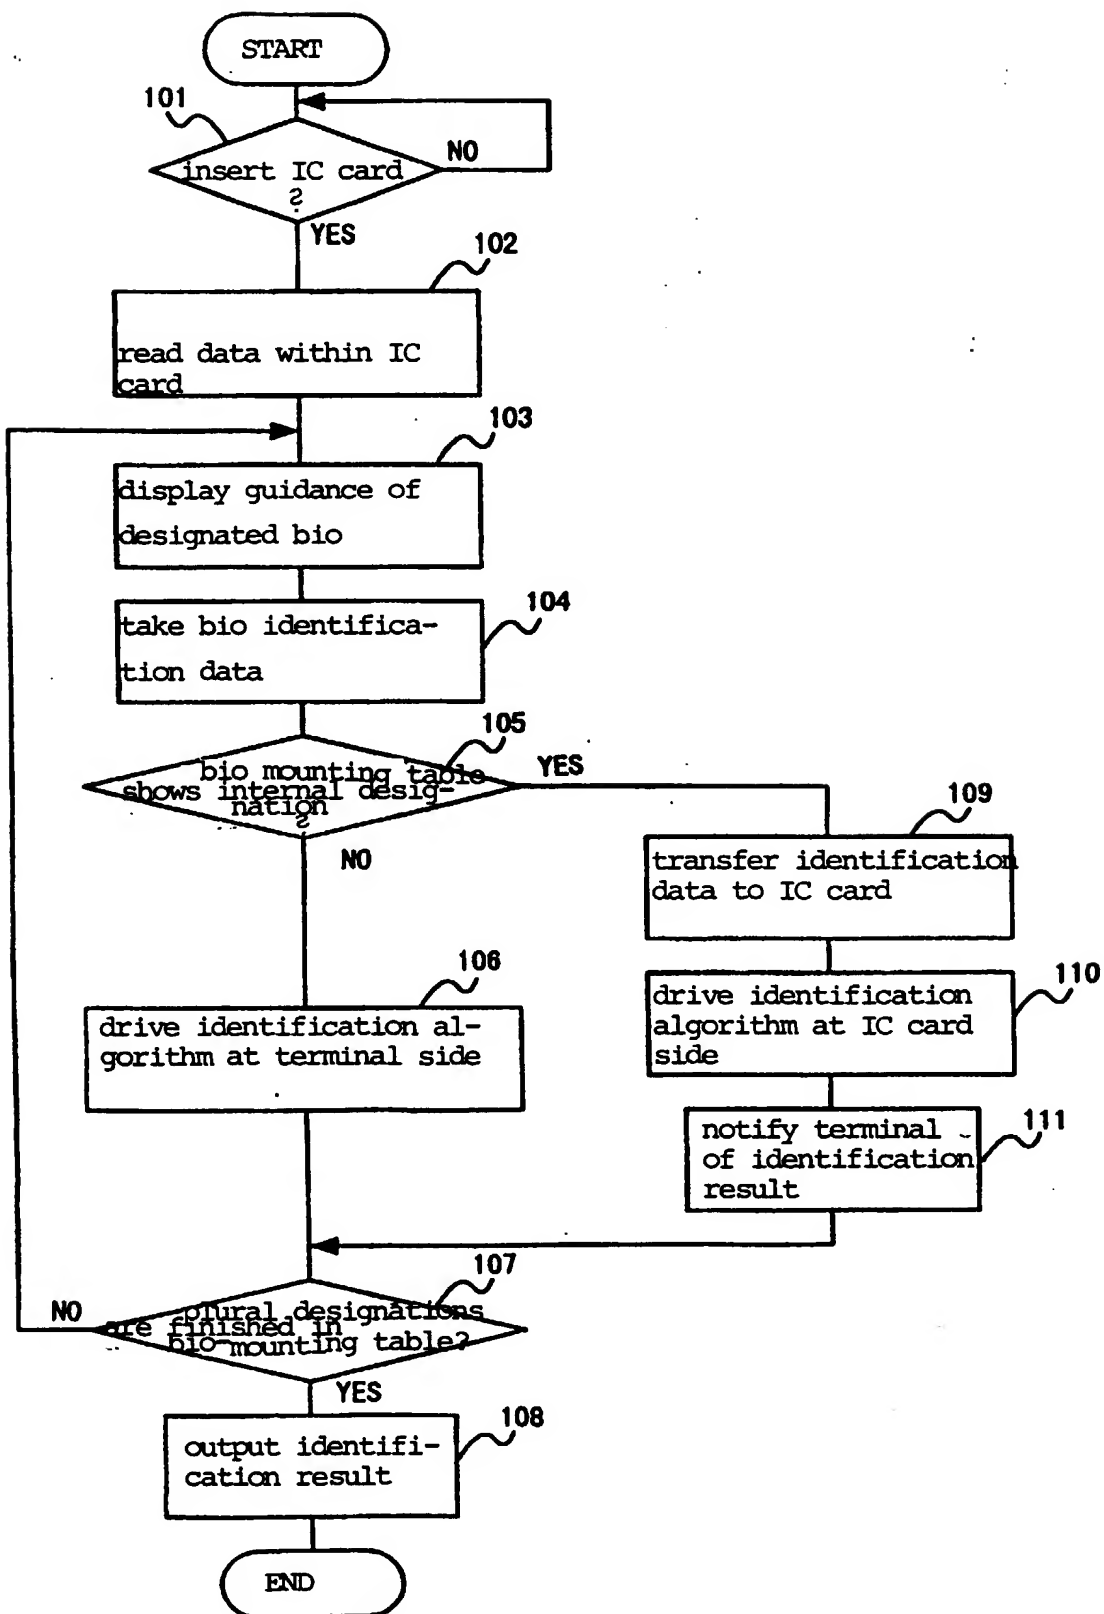 START
101
insert IC card
?
NO
YES
102
read data within IC
card
103
display guidance of
designated bio
104
take bio identifica-
tion data
105
bio mounting table
shows internal desig-
nation
?
YES
NO
109
transfer identification
data to IC card
106
drive identification al-
gorithm at terminal side
110
drive identification
algorithm at IC card
side
111
notify terminal
of identification
result
107
plural designations
are finished in
bio-mounting table?
NO
YES
108
output identifi-
cation result
END